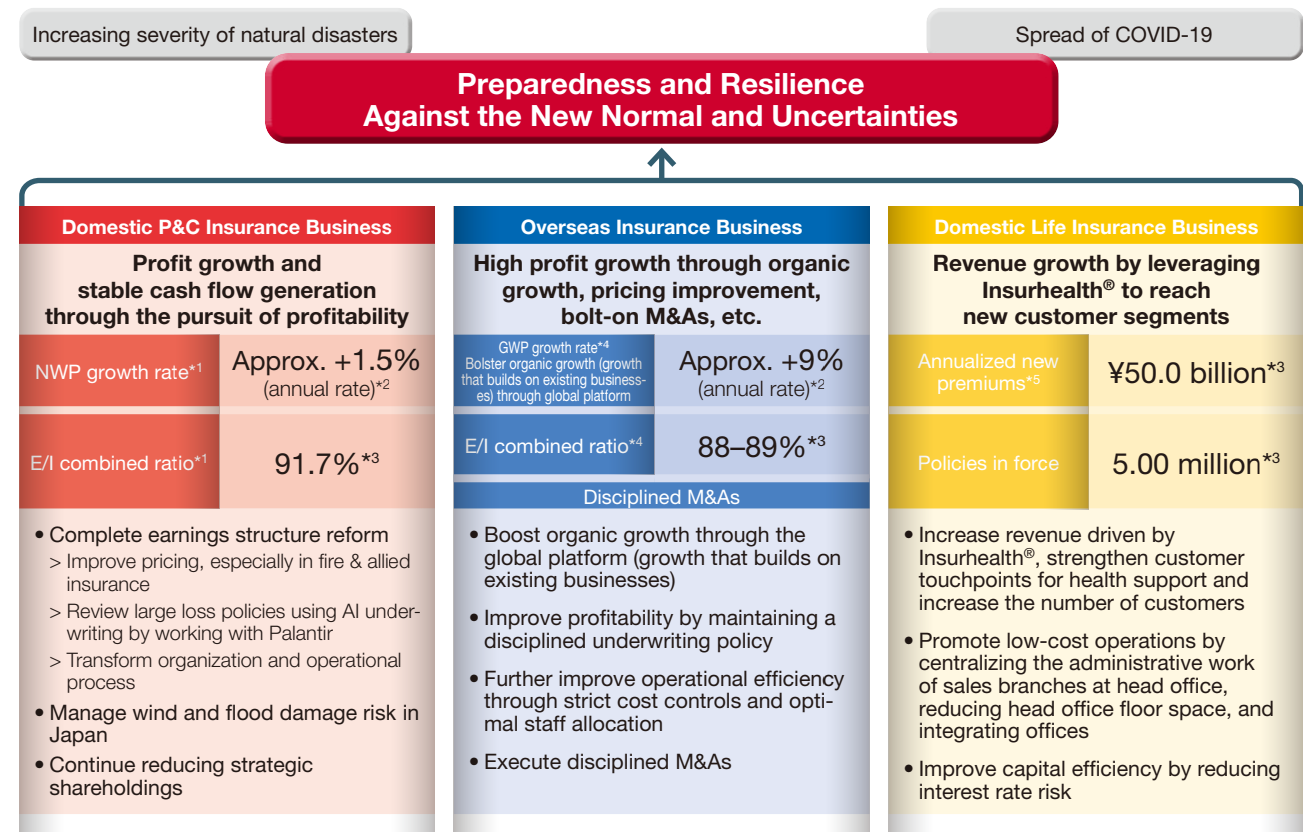 Increasing severity of natural disasters
Spread of COVID-19
Preparedness and Resilience
Against the New Normal and Uncertainties
Domestic P&C Insurance Business
Profit growth and
stable cash flow generation
through the pursuit of profitability
NWP growth rate*1
Approx. +1.5%
(annual rate)*2
E/I combined ratio*1
91.7%*3
• Complete earnings structure reform
> Improve pricing, especially in fire & allied
insurance
> Review large loss policies using AI under-
writing by working with Palantir
> Transform organization and operational
process
• Manage wind and flood damage risk in
Japan
• Continue reducing strategic
shareholdings
Overseas Insurance Business
High profit growth through organic
growth, pricing improvement,
bolt-on M&As, etc.
GWP growth rate*4
Bolster organic growth (growth
that builds on existing business-
es) through global platform
Approx. +9%
(annual rate)*2
E/I combined ratio*4
88–89%*3
Disciplined M&As
• Boost organic growth through the
global platform (growth that builds on
existing businesses)
• Improve profitability by maintaining a
disciplined underwriting policy
• Further improve operational efficiency
through strict cost controls and opti-
mal staff allocation
• Execute disciplined M&As
Domestic Life Insurance Business
Revenue growth by leveraging
Insurhealth® to reach
new customer segments
Annualized new
premiums*5
¥50.0 billion*3
Policies in force
5.00 million*3
• Increase revenue driven by
Insurhealth®, strengthen customer
touchpoints for health support and
increase the number of customers
• Promote low-cost operations by
centralizing the administrative work
of sales branches at head office,
reducing head office floor space, and
integrating offices
• Improve capital efficiency by reducing
interest rate risk